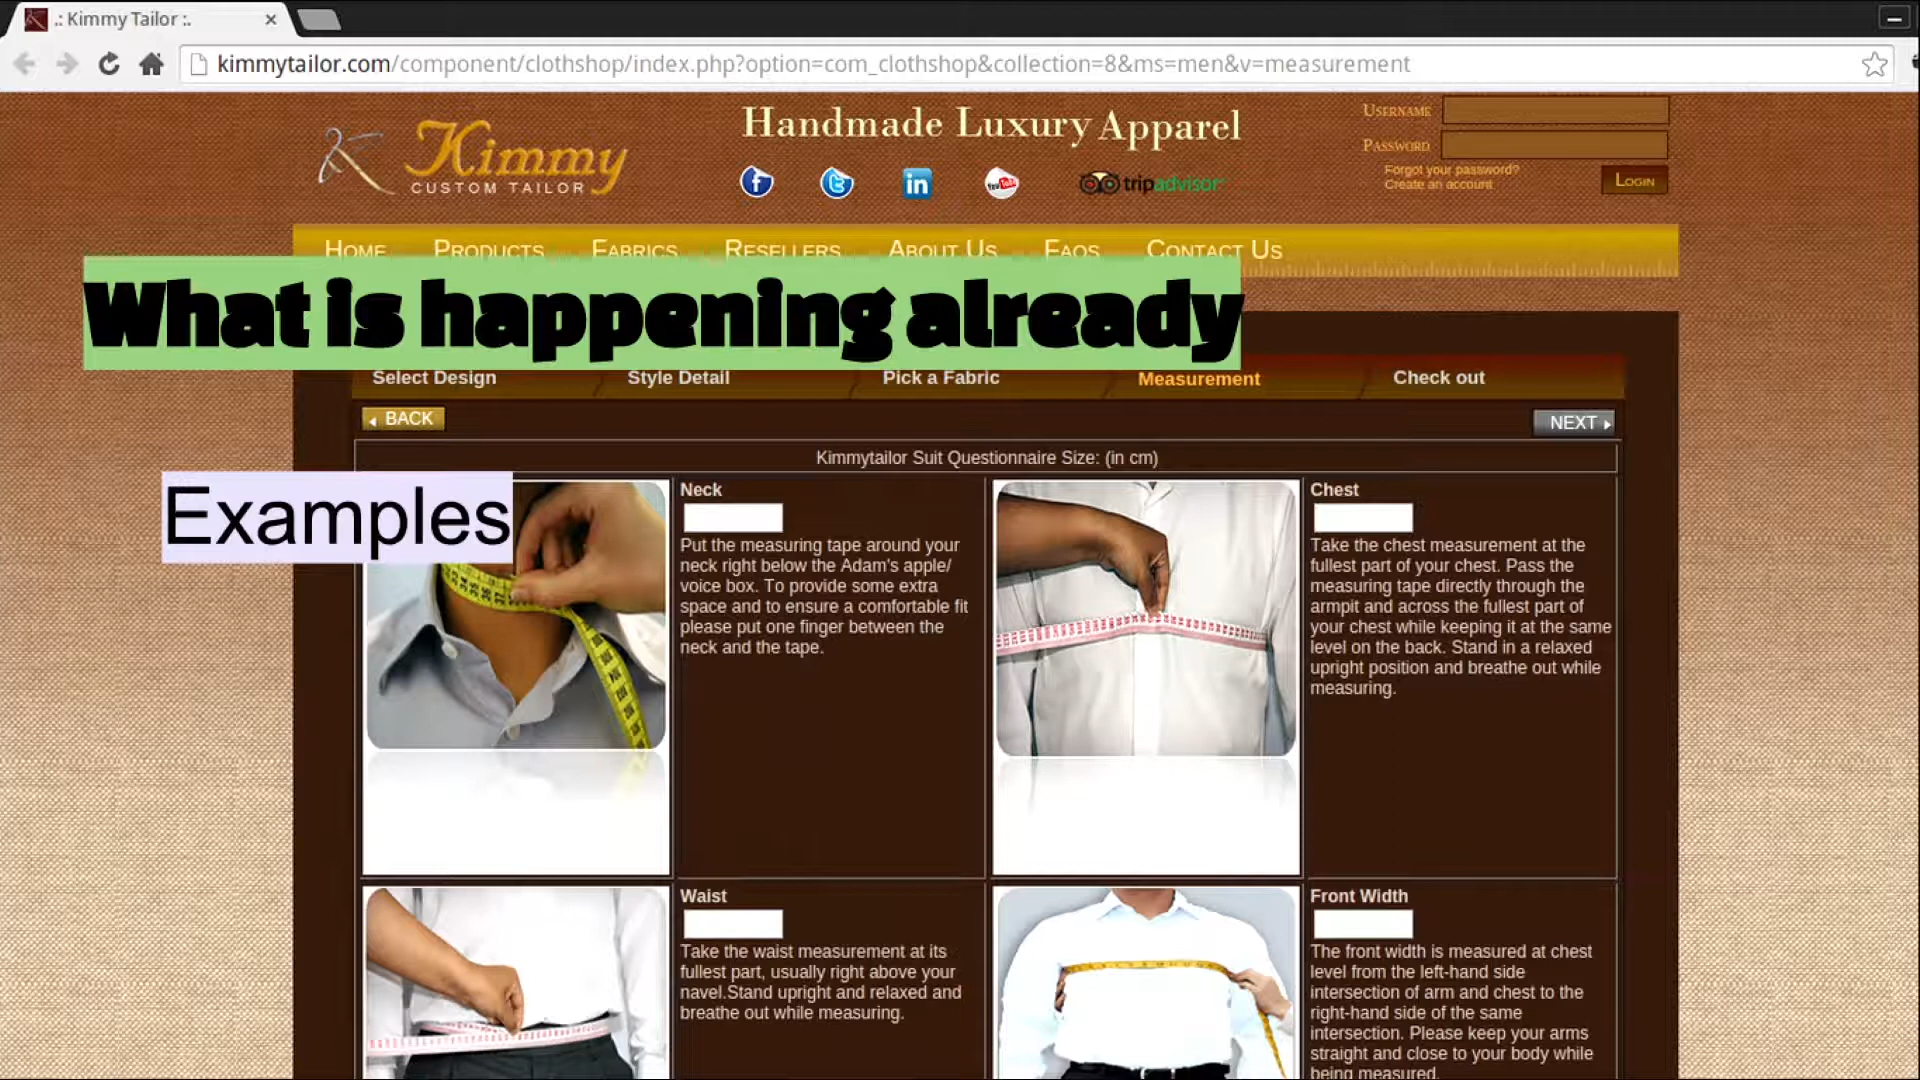 .: Kimmy Tailor :.
kimmytailor.com/component/clothshop/index.php?option=com_clothshop&collection=8&ms=men&v=measurement
Kimmy
CUSTOM TAILOR
Handmade Luxury Apparel
in
You Tube
tripadvisor
Username
Password
Forgot your password?
Create an account
Login
Home Products Fabrics Resellers About Us Faqs Contact Us
What is happening already
Select Design Style Detail Pick a Fabric Measurement Check out
BACK
NEXT
Kimmytailor Suit Questionnaire Size: (in cm)
Examples
Neck
Put the measuring tape around your
neck right below the Adam's apple/
voice box. To provide some extra
space and to ensure a comfortable fit
please put one finger between the
neck and the tape.
Chest
Take the chest measurement at the
fullest part of your chest. Pass the
measuring tape directly through the
armpit and across the fullest part of
your chest while keeping it at the same
level on the back. Stand in a relaxed
upright position and breathe out while
measuring.
Waist
Take the waist measurement at its
fullest part, usually right above your
navel.Stand upright and relaxed and
breathe out while measuring.
Front Width
The front width is measured at chest
level from the left-hand side
intersection of arm and chest to the
right-hand side of the same
intersection. Please keep your arms
straight and close to your body while
being measured.